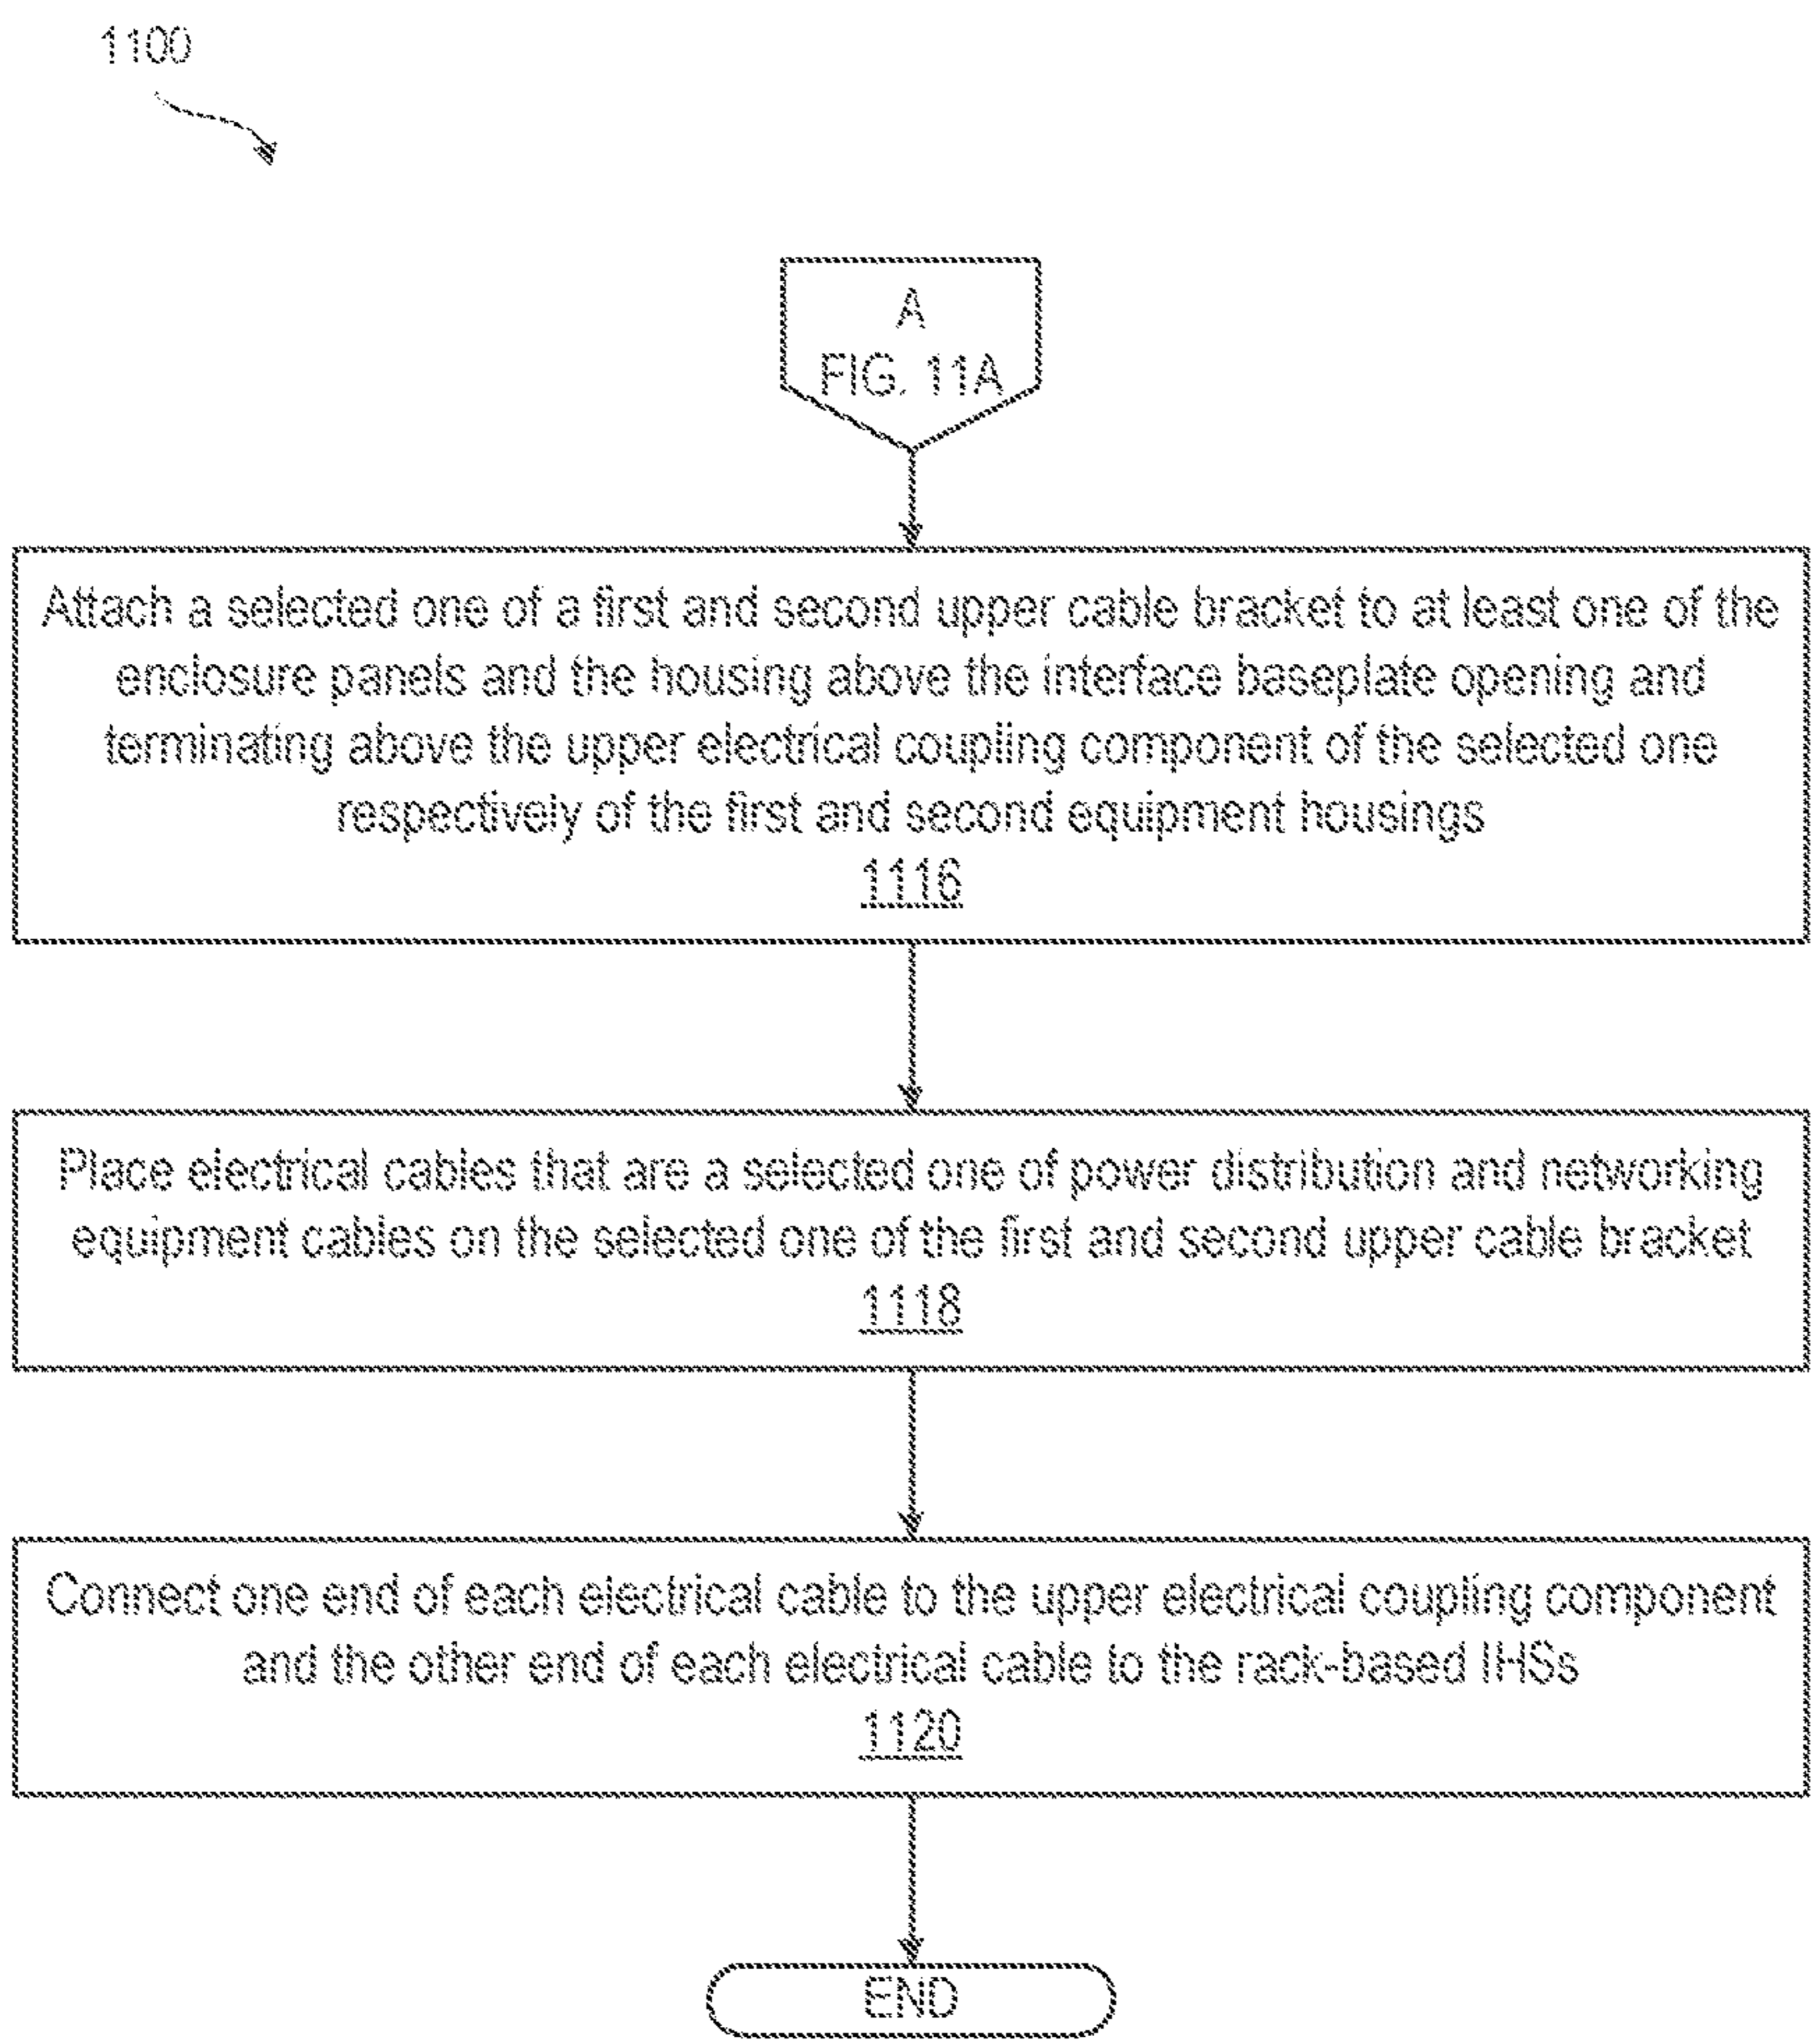 1100
A
FIG. 11A
Attach a selected one of a first and second upper cable bracket to at least one of the
enclosure panels and the housing above the interface baseplate opening and
terminating above the upper electrical coupling component of the selected one
respectively of the first and second equipment housings
1116
Place electrical cables that are a selected one of power distribution and networking
equipment cables on the selected one of the first and second upper cable bracket
1118
Connect one end of each electrical cable to the upper electrical coupling component
and the other end of each electrical cable to the rack-based IHSs
1120
END